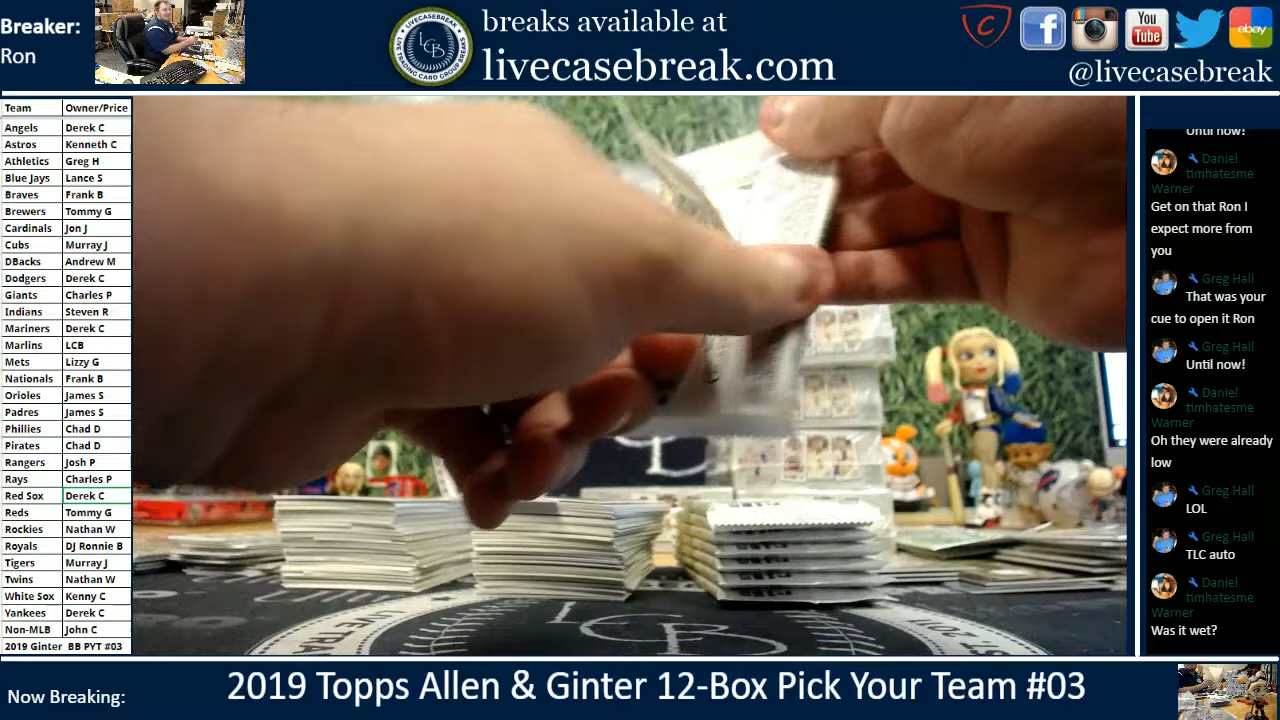 Breaker:
Ron
LCB
breaks available at
livecasebreak.com
f
You
Tube
ebay
@livecasebreak
Team Owner/Price
Angels Derek C
Astros Kenneth C
Athletics Greg H
Blue Jays Lance S
Braves Frank B
Brewers Tommy G
Cardinals Jon J
Cubs Murray J
DBacks Andrew M
Dodgers Derek C
Giants Charles P
Indians Steven R
Mariners Derek C
Marlins LCB
Mets Lizzy G
Nationals Frank B
Orioles James S
Padres James S
Phillies Chad D
Pirates Chad D
Rangers Josh P
Rays Charles P
Red Sox Derek C
Reds Tommy G
Rockies Nathan W
Royals DJ Ronnie B
Tigers Murray J
Twins Nathan W
White Sox Kenny C
Yankees Derek C
Non-MLB John C
2019 Ginter BB PYT #03
Until now!
Daniel
timhatesme
Warner
Get on that Ron I
expect more from
you
Greg Hall
That was your
cue to open it Ron
Greg Hall
Until now!
Daniel
timhatesme
Warner
Oh they were already
low
Greg Hall
LOL
Greg Hall
TLC auto
Daniel
timhatesme
Warner
Was it wet?
LCB
Now Breaking:
2019 Topps Allen & Ginter 12-Box Pick Your Team #03